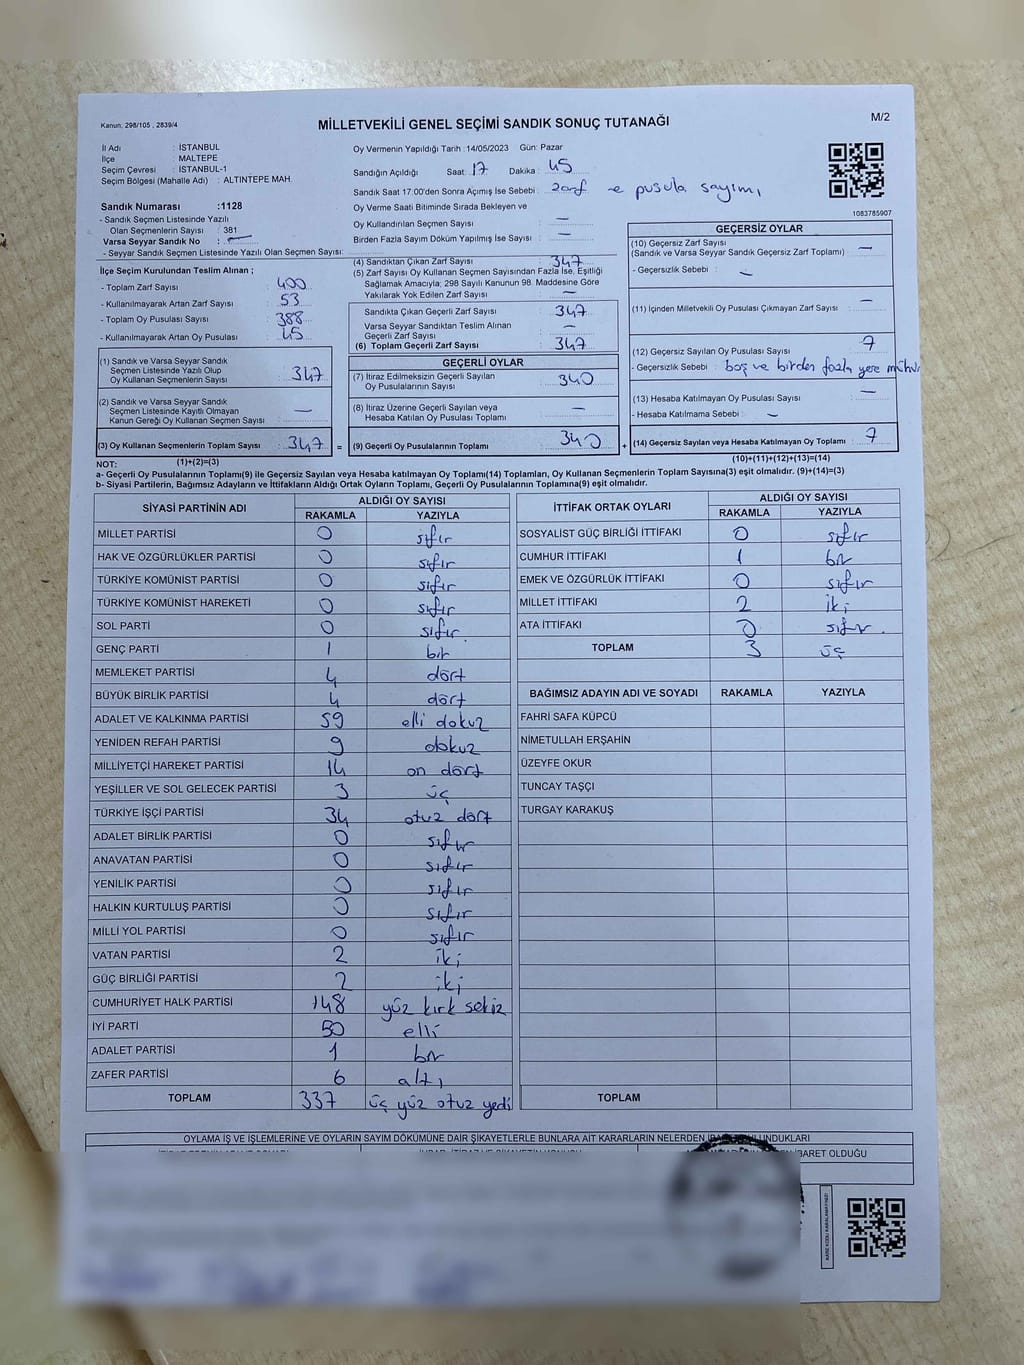 Kanun, 298/105 , 2839/4
MİLLETVEKİLİ GENEL SEÇİMİ SANDIK SONUÇ TUTANAĞI
M/2
İl Adı : İSTANBUL
İlçe : MALTEPE
Seçim Çevresi : İSTANBUL-1
Seçim Bölgesi (Mahalle Adı) : ALTINTEPE MAH.
Oy Vermenin Yapıldığı Tarih :14/05/2023 Gün: Pazar
Sandığın Açıldığı Saat: 17 Dakika : 45
Sandık Saat 17:00'den Sonra Açımış İse Sebebi : zarf ve pusula sayımı
Oy Verme Saati Bitiminde Sırada Bekleyen ve
Oy Kullandırılan Seçmen Sayısı : —
Birden Fazla Sayım Döküm Yapılmış İse Sayısı : —
1083785907
Sandık Numarası :1128
- Sandık Seçmen Listesinde Yazılı
Olan Seçmenlerin Sayısı : 381
Varsa Seyyar Sandık No : —
- Seyyar Sandık Seçmen Listesinde Yazılı Olan Seçmen Sayısı:
İlçe Seçim Kurulundan Teslim Alınan ;
- Toplam Zarf Sayısı : 400
- Kullanılmayarak Artan Zarf Sayısı : 53
- Toplam Oy Pusulası Sayısı : 388
- Kullanılmayarak Artan Oy Pusulası : 45
(4) Sandıktan Çıkan Zarf Sayısı : 347
(5) Zarf Sayısı Oy Kullanan Seçmen Sayısından Fazla İse, Eşitliği
Sağlamak Amacıyla; 298 Sayılı Kanunun 98. Maddesine Göre
Yakılarak Yok Edilen Zarf Sayısı : —
Sandıkta Çıkan Geçerli Zarf Sayısı : 347
Varsa Seyyar Sandıktan Teslim Alınan
Geçerli Zarf Sayısı : —
(6) Toplam Geçerli Zarf Sayısı : 347
GEÇERSİZ OYLAR
(10) Geçersiz Zarf Sayısı
(Sandık ve Varsa Seyyar Sandık Geçersiz Zarf Toplamı) : —
- Geçersizlik Sebebi : —
(11) İçinden Milletvekili Oy Pusulası Çıkmayan Zarf Sayısı : —
(12) Geçersiz Sayılan Oy Pusulası Sayısı : 7
- Geçersizlik Sebebi : boş ve birden fazla yere mühür
(13) Hesaba Katılmayan Oy Pusulası Sayısı : —
- Hesaba Katılmama Sebebi : —
(14) Geçersiz Sayılan veya Hesaba Katılmayan Oy Toplamı : 7
(10)+(11)+(12)+(13)=(14)
(1) Sandık ve Varsa Seyyar Sandık
Seçmen Listesinde Yazılı Olup
Oy Kullanan Seçmenlerin Sayısı : 347
(2) Sandık ve Varsa Seyyar Sandık
Seçmen Listesinde Kayıtlı Olmayan
Kanun Gereği Oy Kullanan Seçmen Sayısı : —
(3) Oy Kullanan Seçmenlerin Toplam Sayısı : 347 =
(1)+(2)=(3)
GEÇERLİ OYLAR
(7) İtiraz Edilmeksizin Geçerli Sayılan
Oy Pusulalarının Sayısı : 340
(8) İtiraz Üzerine Geçerli Sayılan veya
Hesaba Katılan Oy Pusulası Toplamı : —
(9) Geçerli Oy Pusulalarının Toplamı : 340 +
NOT:
a- Geçerli Oy Pusulalarının Toplamı(9) ile Geçersiz Sayılan veya Hesaba katılmayan Oy Toplamı(14) Toplamları, Oy Kullanan Seçmenlerin Toplam Sayısına(3) eşit olmalıdır. (9)+(14)=(3)
b- Siyasi Partilerin, Bağımsız Adayların ve İttifakların Aldığı Ortak Oyların Toplamı, Geçerli Oy Pusulalarının Toplamına(9) eşit olmalıdır.
SİYASİ PARTİNİN ADI ALDIĞI OY SAYISI
RAKAMLA YAZIYLA
MİLLET PARTİSİ 0 sıfır
HAK VE ÖZGÜRLÜKLER PARTİSİ 0 sıfır
TÜRKİYE KOMÜNİST PARTİSİ 0 sıfır
TÜRKİYE KOMÜNİST HAREKETİ 0 sıfır
SOL PARTİ 0 sıfır
GENÇ PARTİ 1 bir
MEMLEKET PARTİSİ 4 dört
BÜYÜK BİRLİK PARTİSİ 4 dört
ADALET VE KALKINMA PARTİSİ 59 elli dokuz
YENİDEN REFAH PARTİSİ 9 dokuz
MİLLİYETÇİ HAREKET PARTİSİ 14 on dört
YEŞİLLER VE SOL GELECEK PARTİSİ 3 üç
TÜRKİYE İŞÇİ PARTİSİ 34 otuz dört
ADALET BİRLİK PARTİSİ 0 sıfır
ANAVATAN PARTİSİ 0 sıfır
YENİLİK PARTİSİ 0 sıfır
HALKIN KURTULUŞ PARTİSİ 0 sıfır
MİLLİ YOL PARTİSİ 0 sıfır
VATAN PARTİSİ 2 iki
GÜÇ BİRLİĞİ PARTİSİ 2 iki
CUMHURİYET HALK PARTİSİ 148 yüz kırk sekiz
İYİ PARTİ 50 elli
ADALET PARTİSİ 1 bir
ZAFER PARTİSİ 6 altı
TOPLAM 337 üç yüz otuz yedi
İTTİFAK ORTAK OYLARI ALDIĞI OY SAYISI
RAKAMLA YAZIYLA
SOSYALİST GÜÇ BİRLİĞİ İTTİFAKI 0 sıfır
CUMHUR İTTİFAKI 1 bir
EMEK VE ÖZGÜRLÜK İTTİFAKI 0 sıfır
MİLLET İTTİFAKI 2 iki
ATA İTTİFAKI 0 sıfır
TOPLAM 3 üç
BAĞIMSIZ ADAYIN ADI VE SOYADI RAKAMLA YAZIYLA
FAHRİ SAFA KÜPCÜ
NİMETULLAH ERŞAHİN
ÜZEYFE OKUR
TUNCAY TAŞÇI
TURGAY KARAKUŞ
TOPLAM
OYLAMA İŞ VE İŞLEMLERİNE VE OYLARIN SAYIM DÖKÜMÜNE DAİR ŞİKAYETLERLE BUNLARA AİT KARARLARIN NELERDEN
BARET OLDUĞU